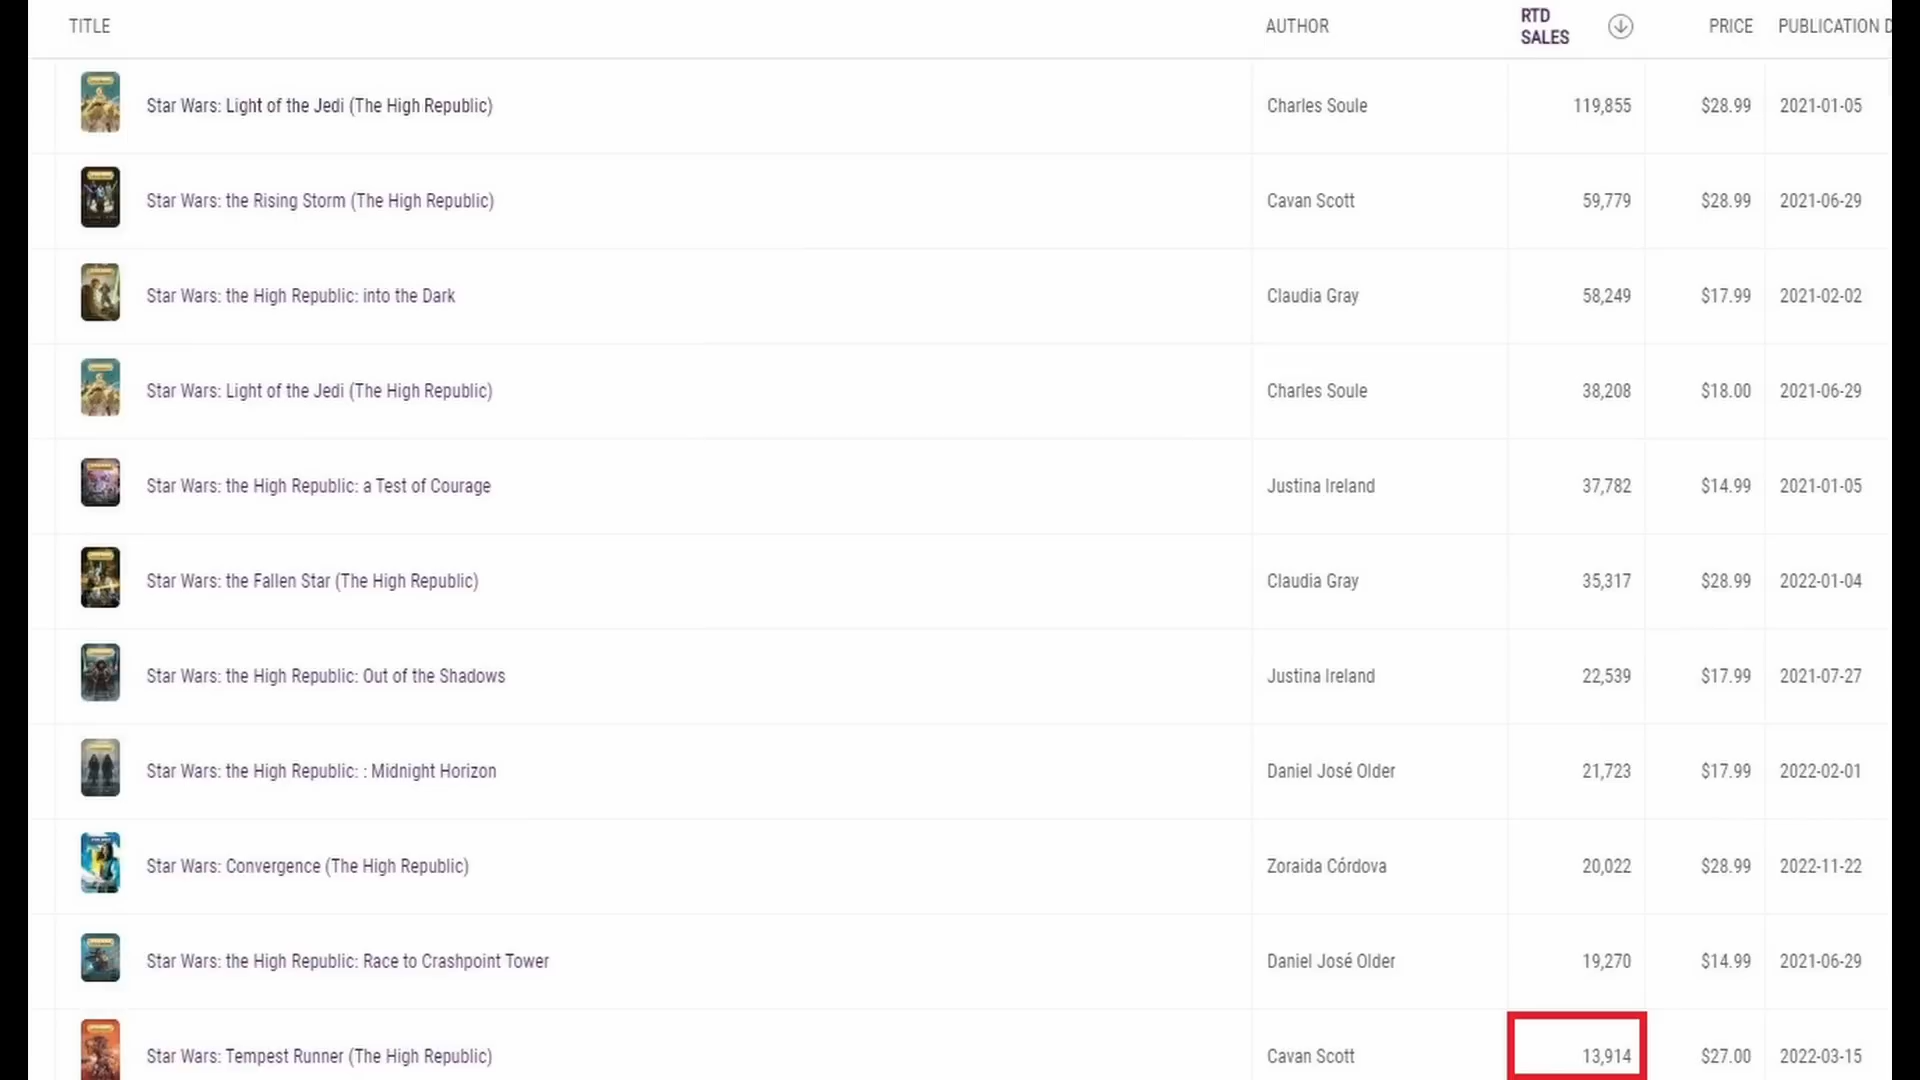 TITLE AUTHOR RTD SALES PRICE PUBLICATION D
Star Wars: Light of the Jedi (The High Republic) Charles Soule 119,855 $28.99 2021-01-05
Star Wars: the Rising Storm (The High Republic) Cavan Scott 59,779 $28.99 2021-06-29
Star Wars: the High Republic: into the Dark Claudia Gray 58,249 $17.99 2021-02-02
Star Wars: Light of the Jedi (The High Republic) Charles Soule 38,208 $18.00 2021-06-29
Star Wars: the High Republic: a Test of Courage Justina Ireland 37,782 $14.99 2021-01-05
Star Wars: the Fallen Star (The High Republic) Claudia Gray 35,317 $28.99 2022-01-04
Star Wars: the High Republic: Out of the Shadows Justina Ireland 22,539 $17.99 2021-07-27
Star Wars: the High Republic: : Midnight Horizon Daniel José Older 21,723 $17.99 2022-02-01
Star Wars: Convergence (The High Republic) Zoraida Córdova 20,022 $28.99 2022-11-22
Star Wars: the High Republic: Race to Crashpoint Tower Daniel José Older 19,270 $14.99 2021-06-29
Star Wars: Tempest Runner (The High Republic) Cavan Scott 13,914 $27.00 2022-03-15